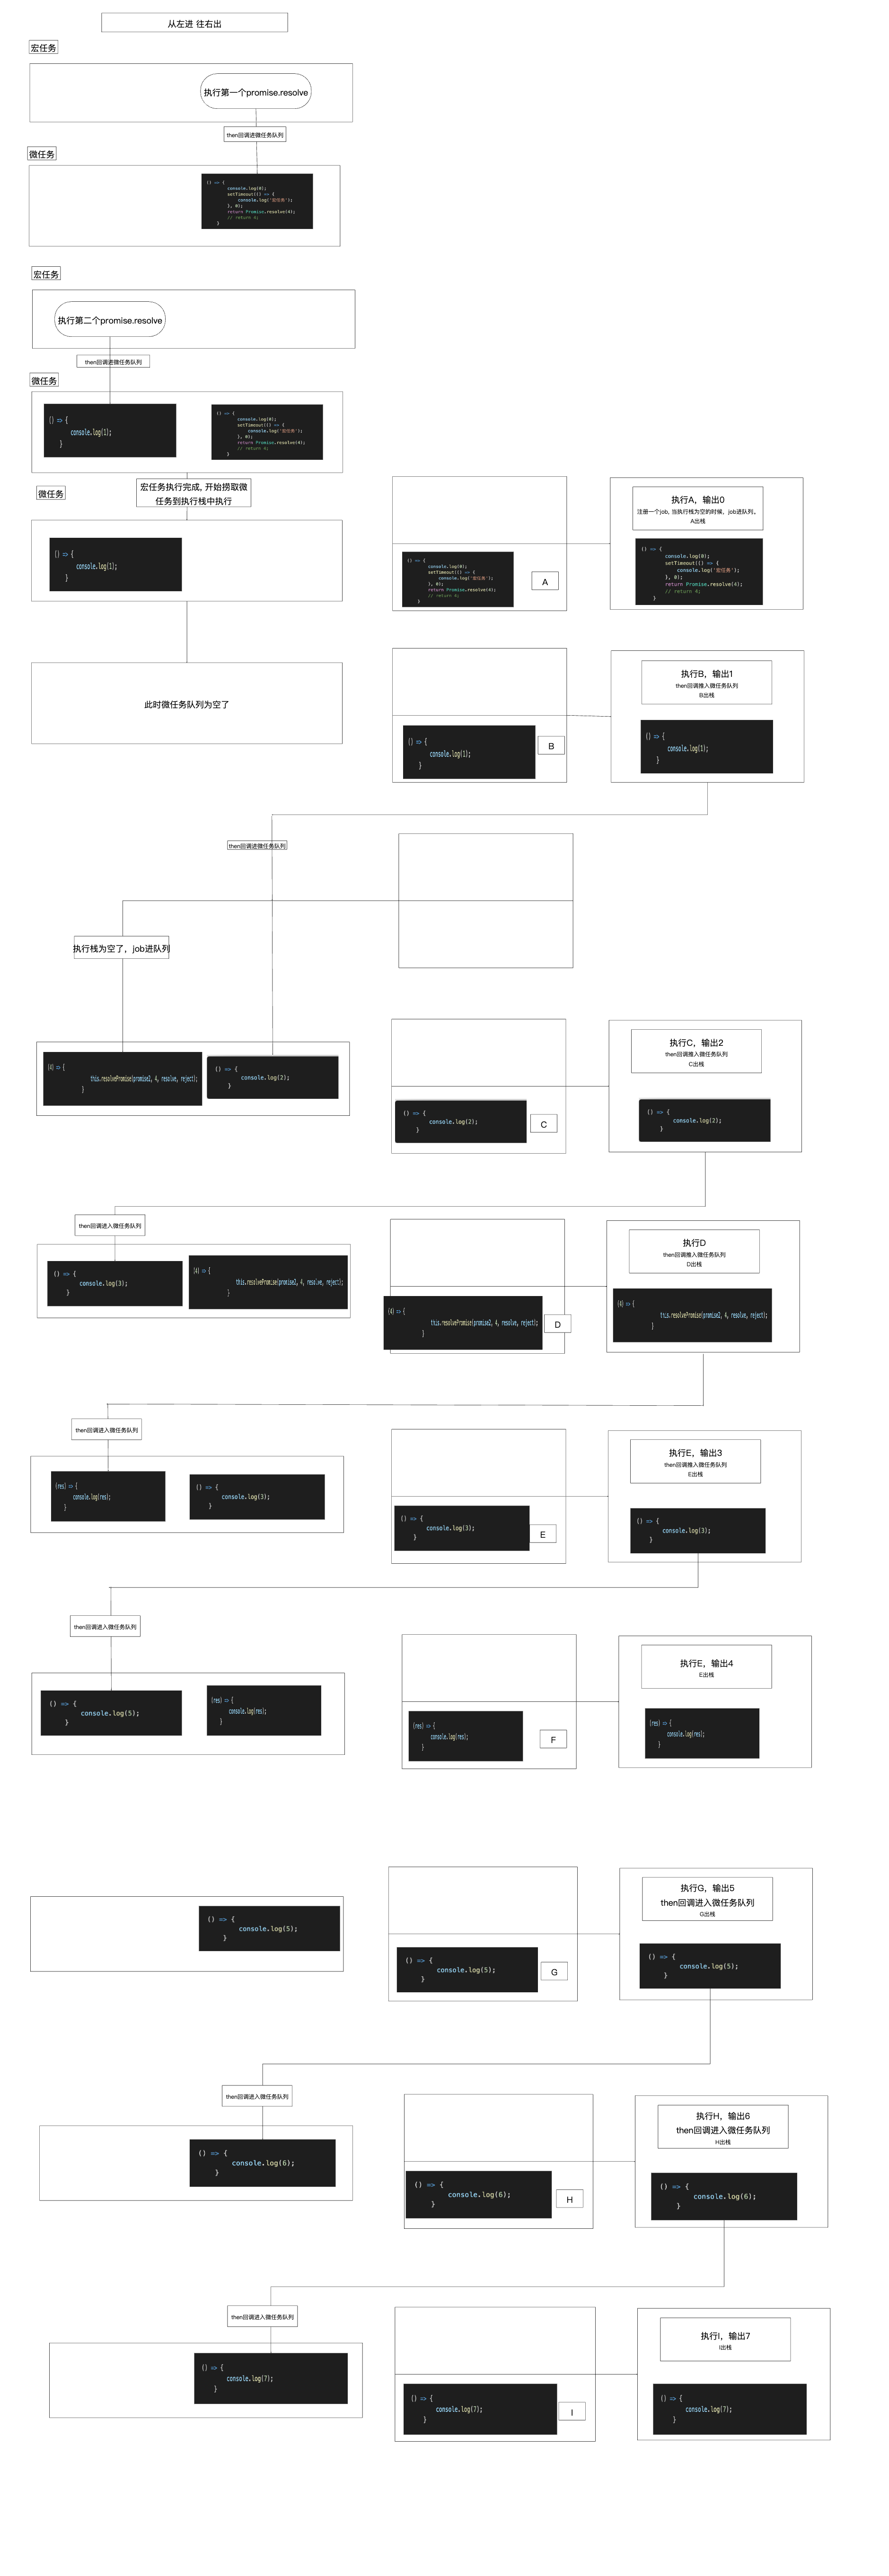 从左进 往右出
宏任务
执行第一个promise.resolve
then回调进微任务队列
微任务
() => {
console.log(0);
setTimeout(() => {
console.log('宏任务');
}, 0);
return Promise.resolve(4);
// return 4;
}
宏任务
执行第二个promise.resolve
then回调进微任务队列
微任务
() => {
console.log(1);
}
() => {
console.log(0);
setTimeout(() => {
console.log('宏任务');
}, 0);
return Promise.resolve(4);
// return 4;
}
微任务
宏任务执行完成, 开始捞取微
任务到执行栈中执行
() => {
console.log(1);
}
() => {
console.log(0);
setTimeout(() => {
console.log('宏任务');
}, 0);
return Promise.resolve(4);
// return 4;
}
A
执行A，输出0
注册一个job, 当执行栈为空的时候，job进队列。
A出栈
() => {
console.log(0);
setTimeout(() => {
console.log('宏任务');
}, 0);
return Promise.resolve(4);
// return 4;
}
此时微任务队列为空了
() => {
console.log(1);
}
B
执行B，输出1
then回调推入微任务队列
B出栈
() => {
console.log(1);
}
then回调进微任务队列
执行栈为空了，job进队列
(4) => {
this.resolvePromise(promise2, 4, resolve, reject);
}
() => {
console.log(2);
}
() => {
console.log(2);
}
C
执行C，输出2
then回调推入微任务队列
C出栈
() => {
console.log(2);
}
then回调进入微任务队列
() => {
console.log(3);
}
(4) => {
this.resolvePromise(promise2, 4, resolve, reject);
}
(4) => {
this.resolvePromise(promise2, 4, resolve, reject);
}
D
执行D
then回调推入微任务队列
D出栈
(4) => {
this.resolvePromise(promise2, 4, resolve, reject);
}
then回调进入微任务队列
(res) => {
console.log(res);
}
() => {
console.log(3);
}
() => {
console.log(3);
}
E
执行E，输出3
then回调推入微任务队列
E出栈
() => {
console.log(3);
}
then回调进入微任务队列
() => {
console.log(5);
}
(res) => {
console.log(res);
}
(res) => {
console.log(res);
}
F
执行E，输出4
E出栈
(res) => {
console.log(res);
}
() => {
console.log(5);
}
() => {
console.log(5);
}
G
执行G，输出5
then回调进入微任务队列
G出栈
() => {
console.log(5);
}
then回调进入微任务队列
() => {
console.log(6);
}
() => {
console.log(6);
}
H
执行H，输出6
then回调进入微任务队列
H出栈
() => {
console.log(6);
}
then回调进入微任务队列
() => {
console.log(7);
}
() => {
console.log(7);
}
I
执行I，输出7
I出栈
() => {
console.log(7);
}